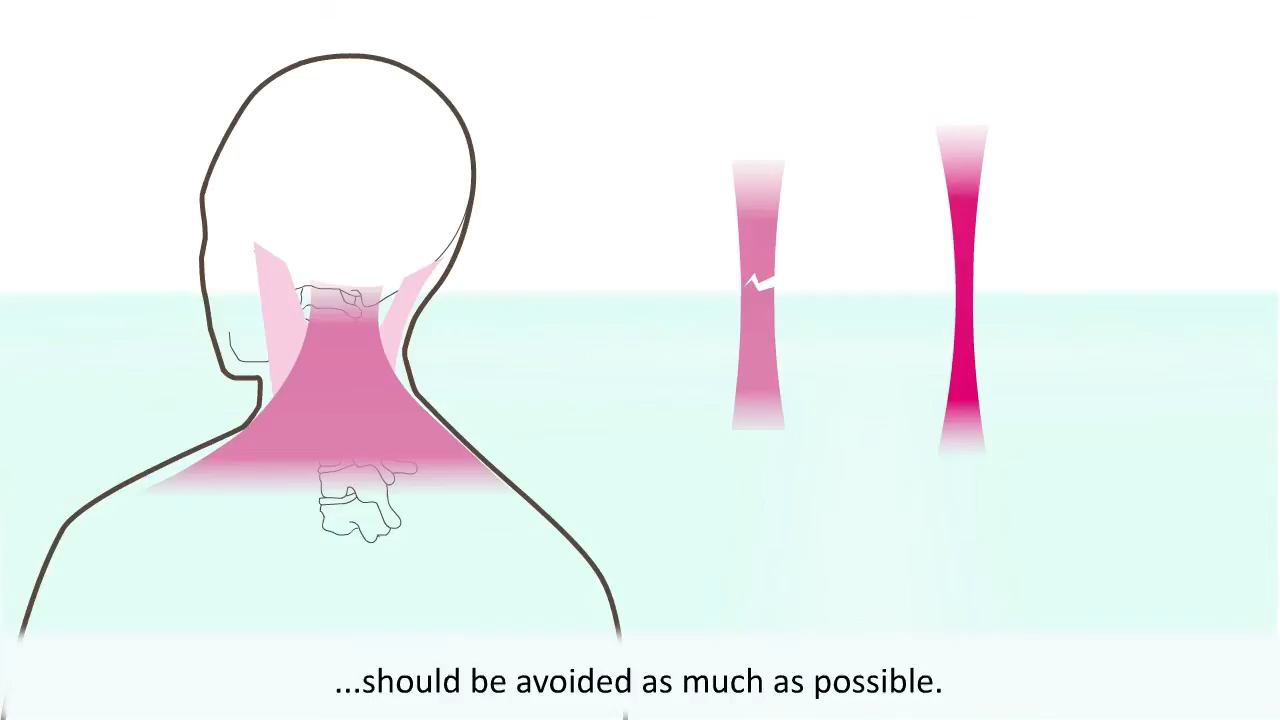 ...should be avoided as much as possible.